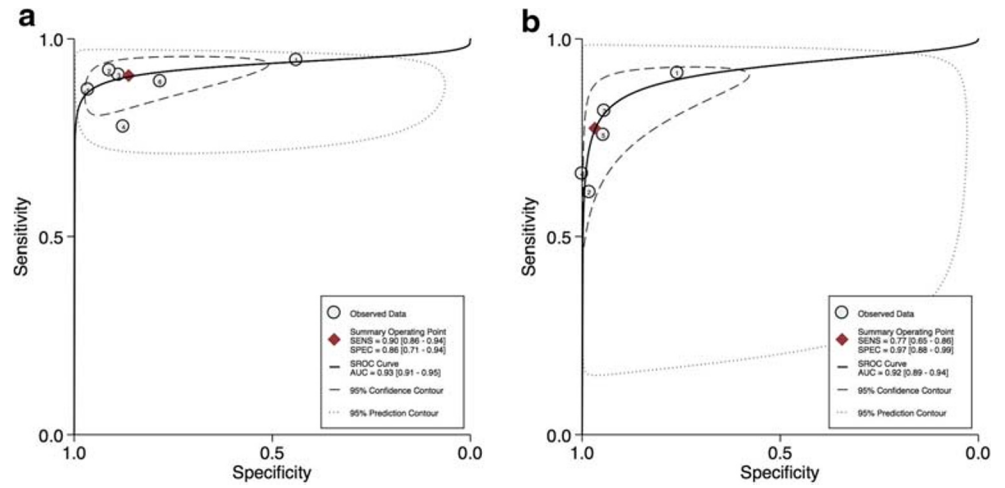 a
b
1.0
0.5
0.0
Sensitivity
1.0
0.5
0.0
Specificity
Observed Data
Summary Operating Point
SENS = 0.90 [0.86 - 0.94]
SPEC = 0.86 [0.71 - 0.94]
SROC Curve
AUC = 0.93 [0.91 - 0.95]
95% Confidence Contour
95% Prediction Contour
1.0
0.5
0.0
Sensitivity
1.0
0.5
0.0
Specificity
Observed Data
Summary Operating Point
SENS = 0.77 [0.65 - 0.86]
SPEC = 0.97 [0.88 - 0.99]
SROC Curve
AUC = 0.92 [0.89 - 0.94]
95% Confidence Contour
95% Prediction Contour